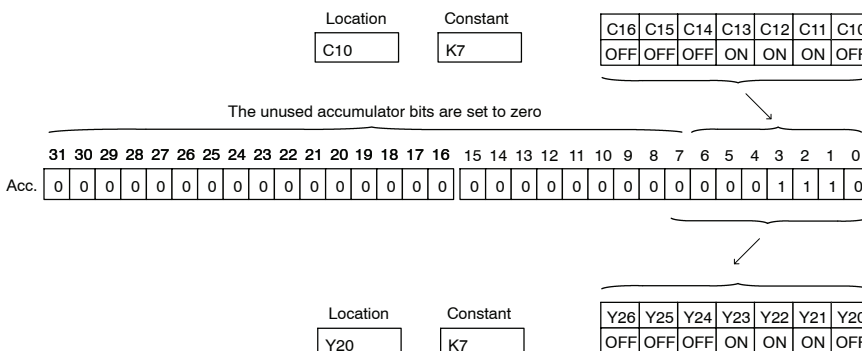 Location Constant
C10 K7
C16 C15 C14 C13 C12 C11 C10
OFF OFF OFF ON ON ON OFF
The unused accumulator bits are set to zero
31 30 29 28 27 26 25 24 23 22 21 20 19 18 17 16 15 14 13 12 11 10 9 8 7 6 5 4 3 2 1 0
Acc. 0 0 0 0 0 0 0 0 0 0 0 0 0 0 0 0 0 0 0 0 0 0 0 0 0 0 0 0 1 1 1 0
Location Constant
Y20 K7
Y26 Y25 Y24 Y23 Y22 Y21 Y20
OFF OFF OFF ON ON ON OFF